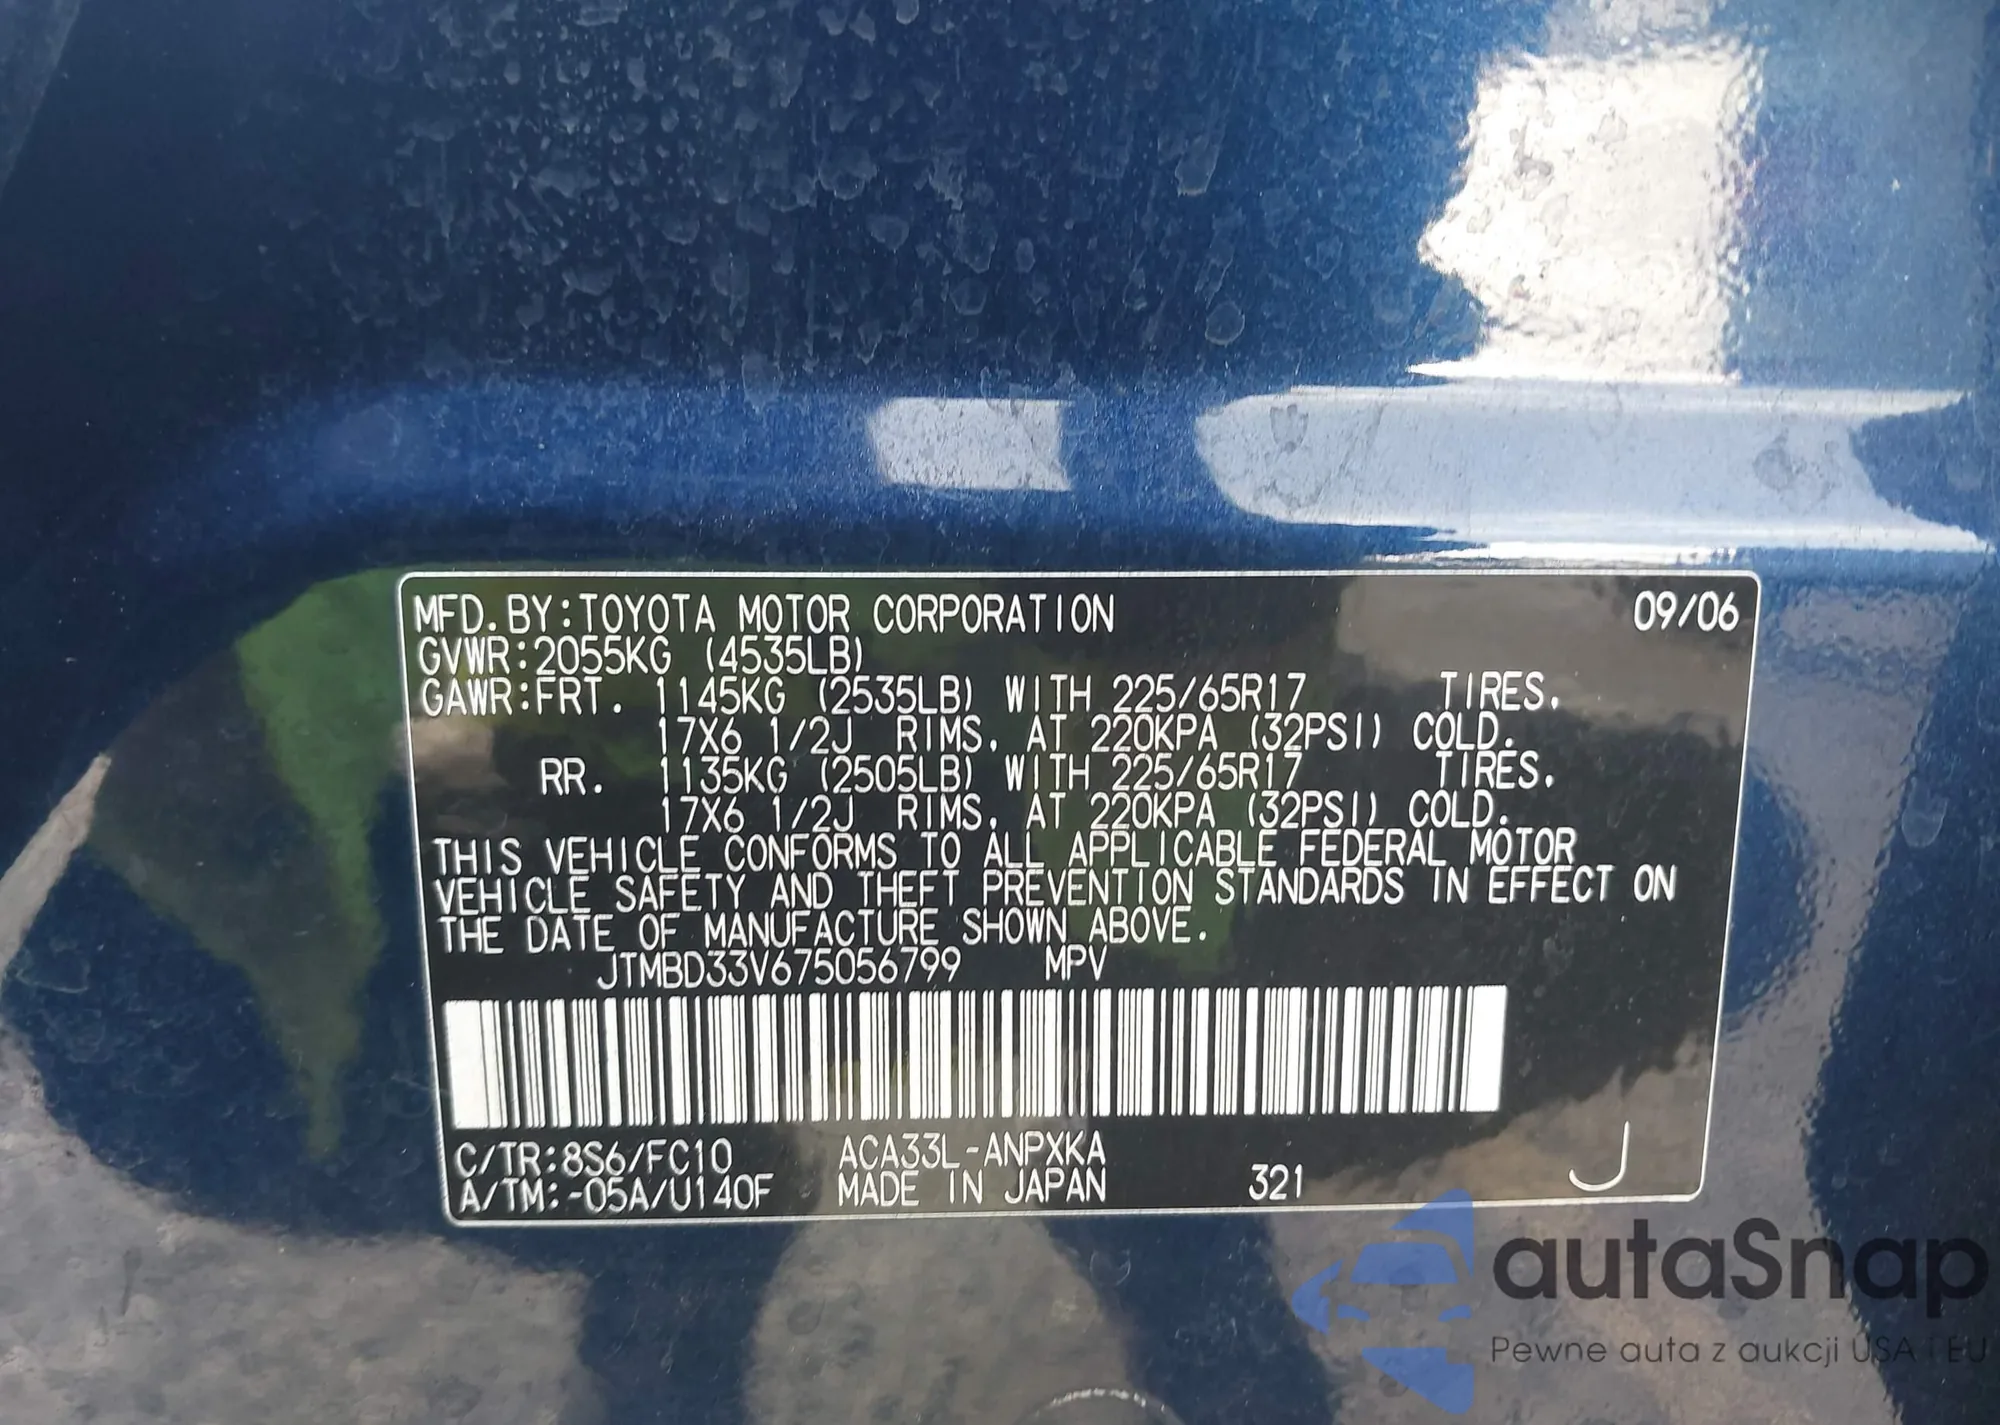 MFD. BY:TOYOTA MOTOR CORPORATION 09/06
GVWR:2055KG (4535LB)
GAWR:FRT. 1145KG (2535LB) WITH 225/65R17 TIRES.
17X6 1/2J RIMS. AT 220KPA (32PSI) COLD.
RR. 1135KG (2505LB) WITH 225/65R17 TIRES.
17X6 1/2J RIMS. AT 220KPA (32PSI) COLD.
THIS VEHICLE CONFORMS TO ALL APPLICABLE FEDERAL MOTOR
VEHICLE SAFETY AND THEFT PREVENTION STANDARDS IN EFFECT ON
THE DATE OF MANUFACTURE SHOWN ABOVE.
JTMBD33V675056799 MPV
C/TR:8S6/FC10 ACA33L-ANPXKA
A/TM:-05A/U140F MADE IN JAPAN 321 J
autaSnap
Pewne auta z aukcji USA i EU